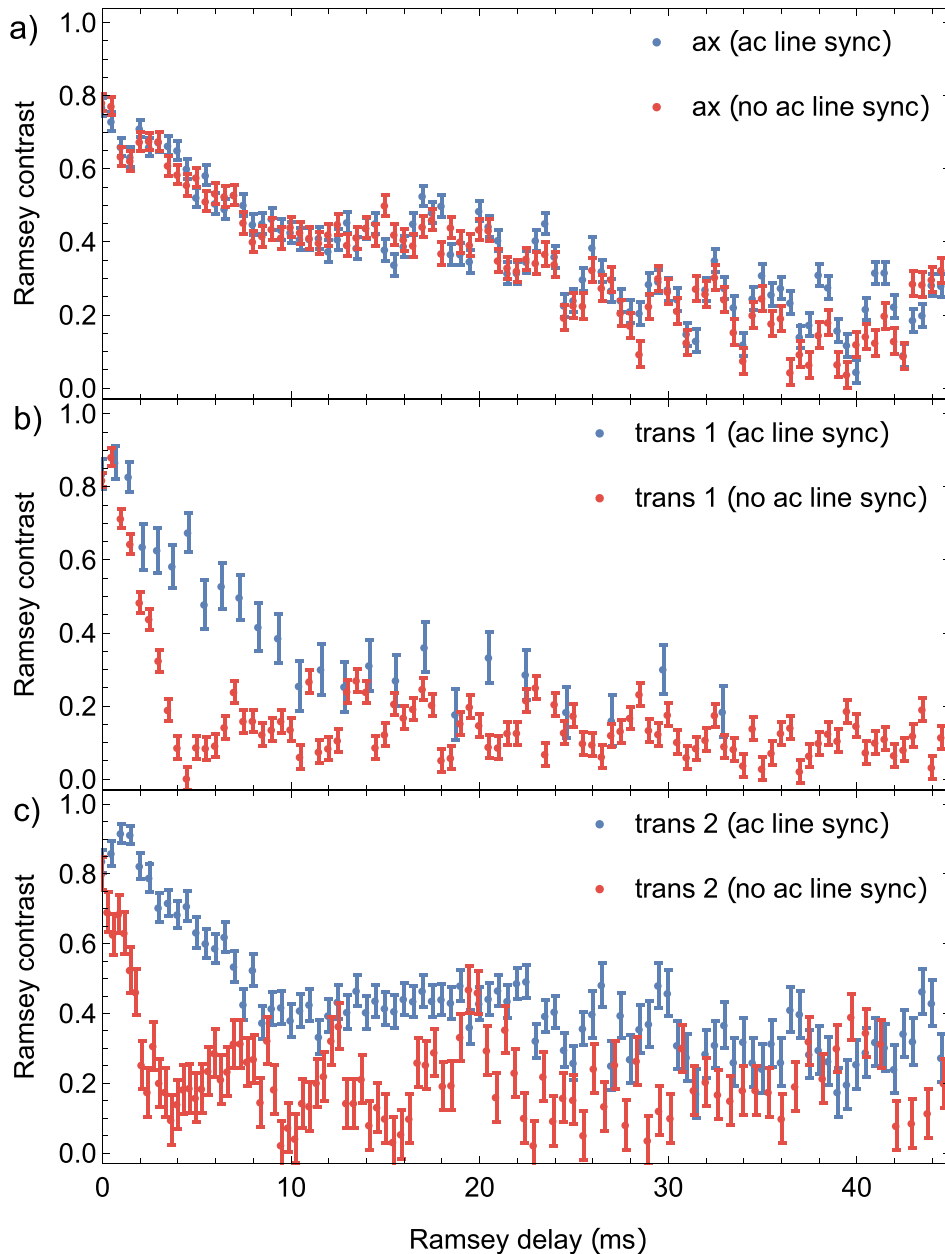 a)
1.0
0.8
0.6
0.4
0.2
0.0
Ramsey contrast
ax (ac line sync)
ax (no ac line sync)
b)
1.0
0.8
0.6
0.4
0.2
0.0
Ramsey contrast
trans 1 (ac line sync)
trans 1 (no ac line sync)
c)
1.0
0.8
0.6
0.4
0.2
0.0
Ramsey contrast
trans 2 (ac line sync)
trans 2 (no ac line sync)
0 10 20 30 40
Ramsey delay (ms)